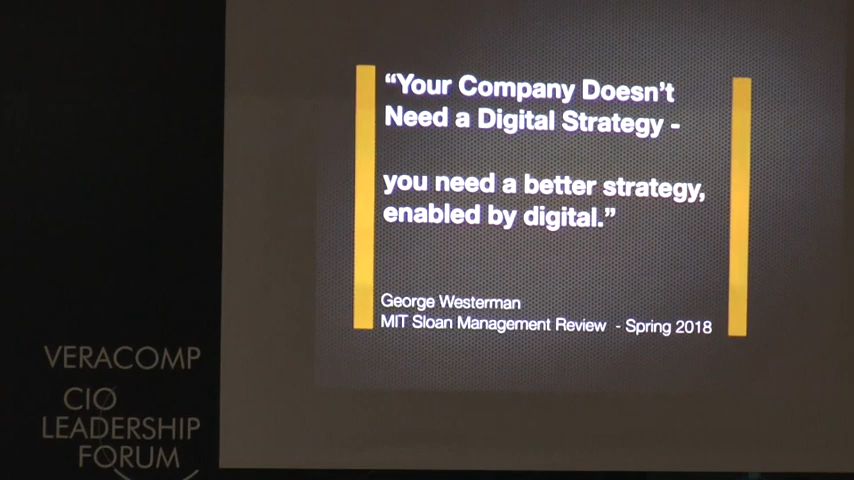 “Your Company Doesn’t
Need a Digital Strategy -
you need a better strategy,
enabled by digital.”
George Westerman
MIT Sloan Management Review - Spring 2018
VERACOMP
CIO
LEADERSHIP
FORUM